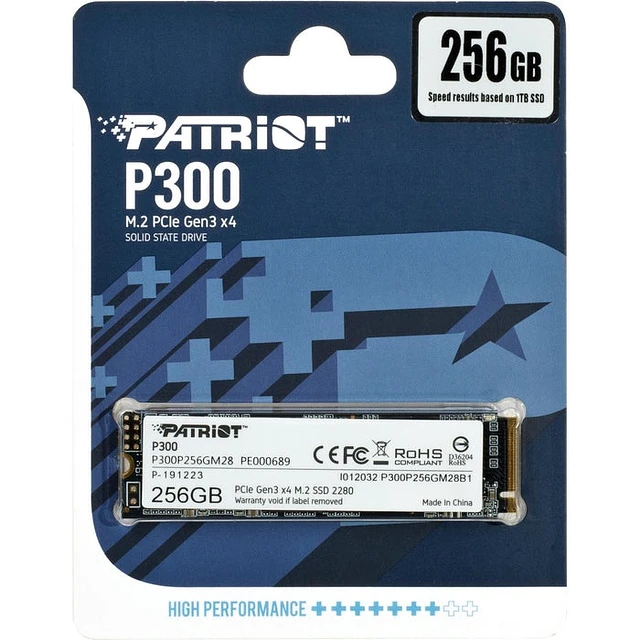 256GB
Speed results based on 1TB SSD
PATRIOT™
P300
M.2 PCIe Gen3 x4
SOLID STATE DRIVE
PATRIOT™
P300
P300P256GM28 PE000689
CE FC RoHS COMPLIANT D36204 RoHS
P-191223
I012032 P300P256GM28B1
256GB
PCIe Gen3 x4 M.2 SSD 2280
Warranty void if label removed
Made in China
HIGH PERFORMANCE